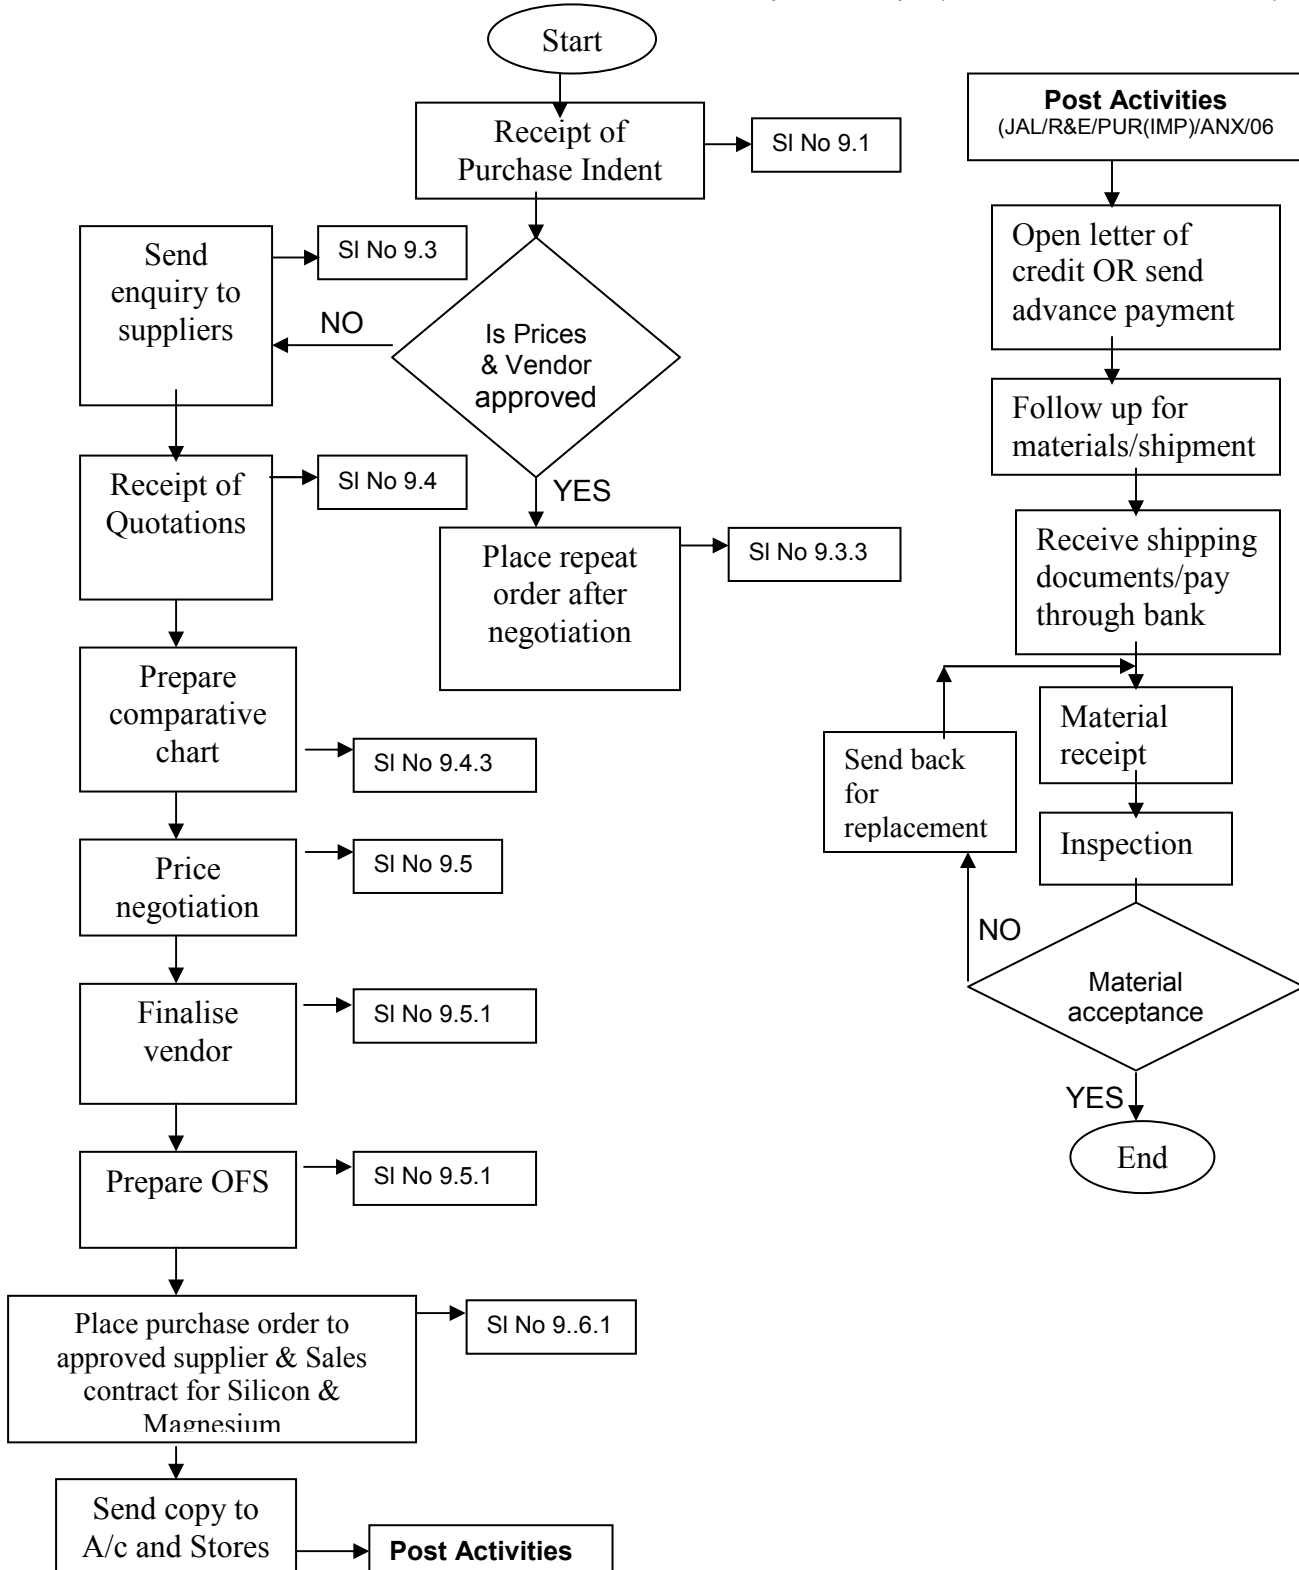 Start
Receipt of
Purchase Indent
Sl No 9.1
Is Prices
& Vendor
approved
NO
YES
Send
enquiry to
suppliers
Sl No 9.3
Receipt of
Quotations
Sl No 9.4
Place repeat
order after
negotiation
Sl No 9.3.3
Prepare
comparative
chart
Sl No 9.4.3
Price
negotiation
Sl No 9.5
Finalise
vendor
Sl No 9.5.1
Prepare OFS
Sl No 9.5.1
Place purchase order to
approved supplier & Sales
contract for Silicon &
Magnesium
Sl No 9..6.1
Send copy to
A/c and Stores
Post Activities
Post Activities
(JAL/R&E/PUR(IMP)/ANX/06
Open letter of
credit OR send
advance payment
Follow up for
materials/shipment
Receive shipping
documents/pay
through bank
Material
receipt
Send back
for
replacement
Inspection
NO
Material
acceptance
YES
End